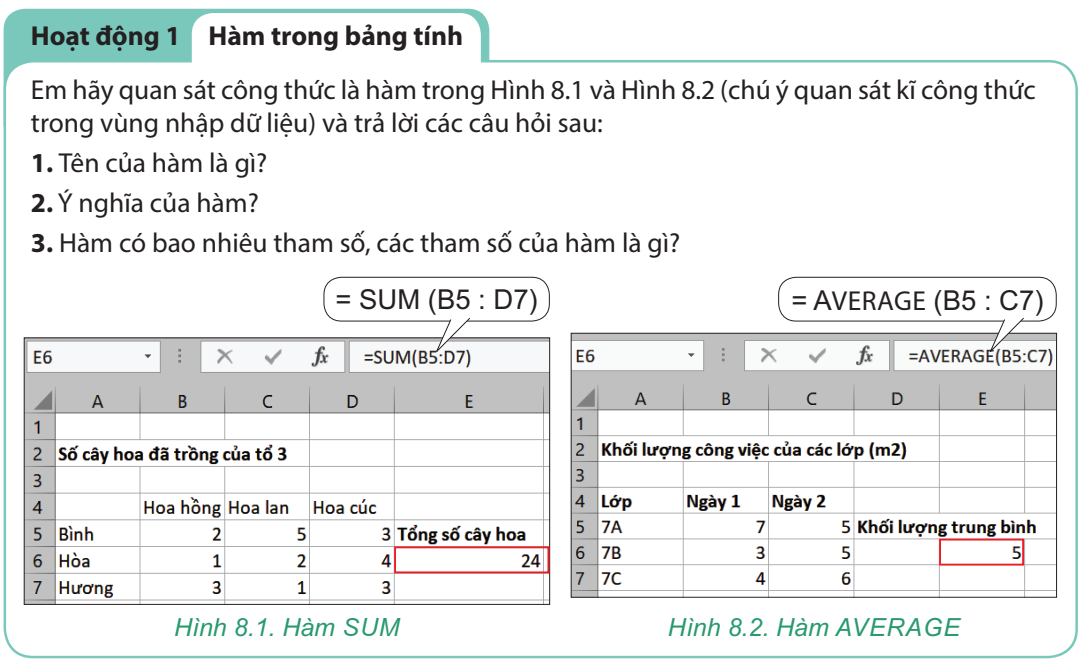 Hoạt động 1 Hàm trong bảng tính
Em hãy quan sát công thức là hàm trong Hình 8.1 và Hình 8.2 (chú ý quan sát kĩ công thức
trong vùng nhập dữ liệu) và trả lời các câu hỏi sau:
1. Tên của hàm là gì?
2. Ý nghĩa của hàm?
3. Hàm có bao nhiêu tham số, các tham số của hàm là gì?
= SUM (B5 : D7)
E6 fx =SUM(B5:D7)
A B C D E
1
2 Số cây hoa đã trồng của tổ 3
3
4 Hoa hồng Hoa lan Hoa cúc
5 Bình 2 5 3 Tổng số cây hoa
6 Hòa 1 2 4 24
7 Hương 3 1 3
Hình 8.1. Hàm SUM
= AVERAGE (B5 : C7)
E6 fx =AVERAGE(B5:C7)
A B C D E
1
2 Khối lượng công việc của các lớp (m2)
3
4 Lớp Ngày 1 Ngày 2
5 7A 7 5 Khối lượng trung bình
6 7B 3 5 5
7 7C 4 6
Hình 8.2. Hàm AVERAGE